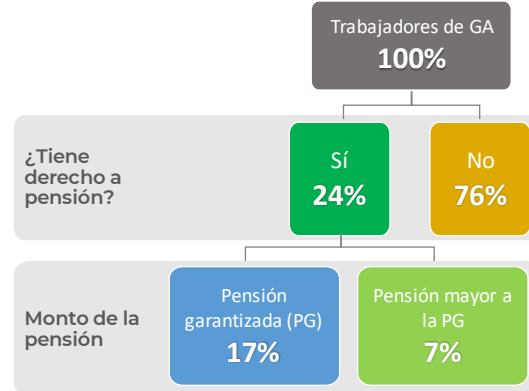 Trabajadores de GA
100%
¿Tiene
derecho a
pensión?
Sí
24%
No
76%
Monto de la
pensión
Pensión
garantizada (PG)
17%
Pensión mayor a
la PG
7%